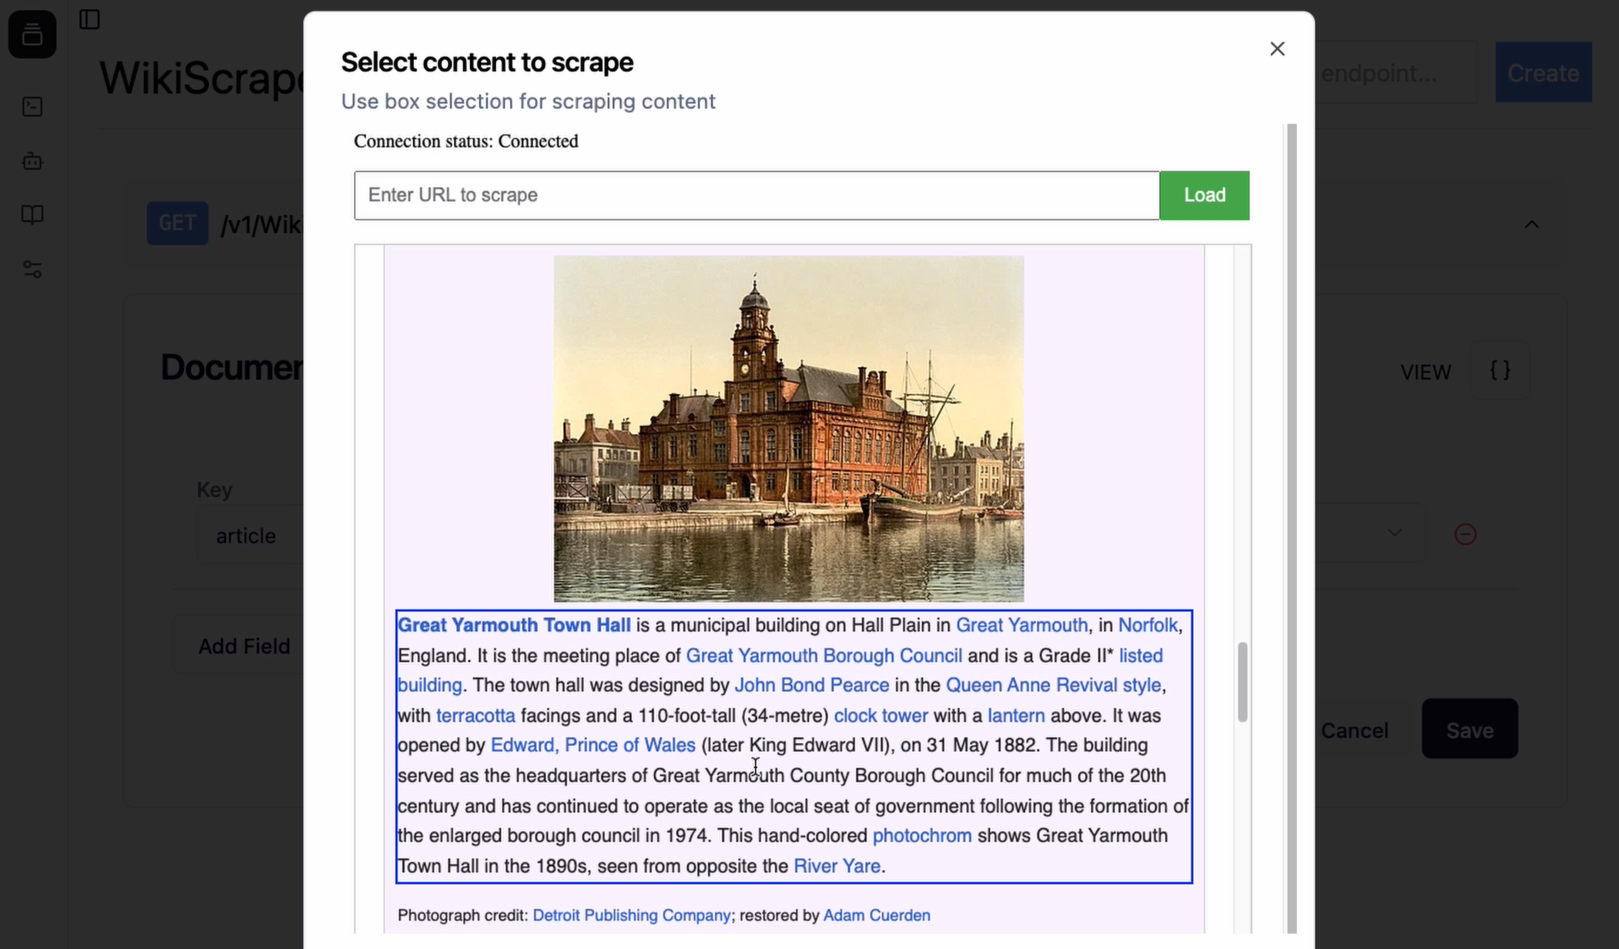 WikiScrape
endpoint...
Create
GET
/v1/Wiki
VIEW
{ }
Key
article
Add Field
Cancel
Save
Select content to scrape
Use box selection for scraping content
Connection status: Connected
Enter URL to scrape
Load
Great Yarmouth Town Hall is a municipal building on Hall Plain in Great Yarmouth, in Norfolk,
England. It is the meeting place of Great Yarmouth Borough Council and is a Grade II* listed
building. The town hall was designed by John Bond Pearce in the Queen Anne Revival style,
with terracotta facings and a 110-foot-tall (34-metre) clock tower with a lantern above. It was
opened by Edward, Prince of Wales (later King Edward VII), on 31 May 1882. The building
served as the headquarters of Great Yarmouth County Borough Council for much of the 20th
century and has continued to operate as the local seat of government following the formation of
the enlarged borough council in 1974. This hand-colored photochrom shows Great Yarmouth
Town Hall in the 1890s, seen from opposite the River Yare.
Photograph credit: Detroit Publishing Company; restored by Adam Cuerden